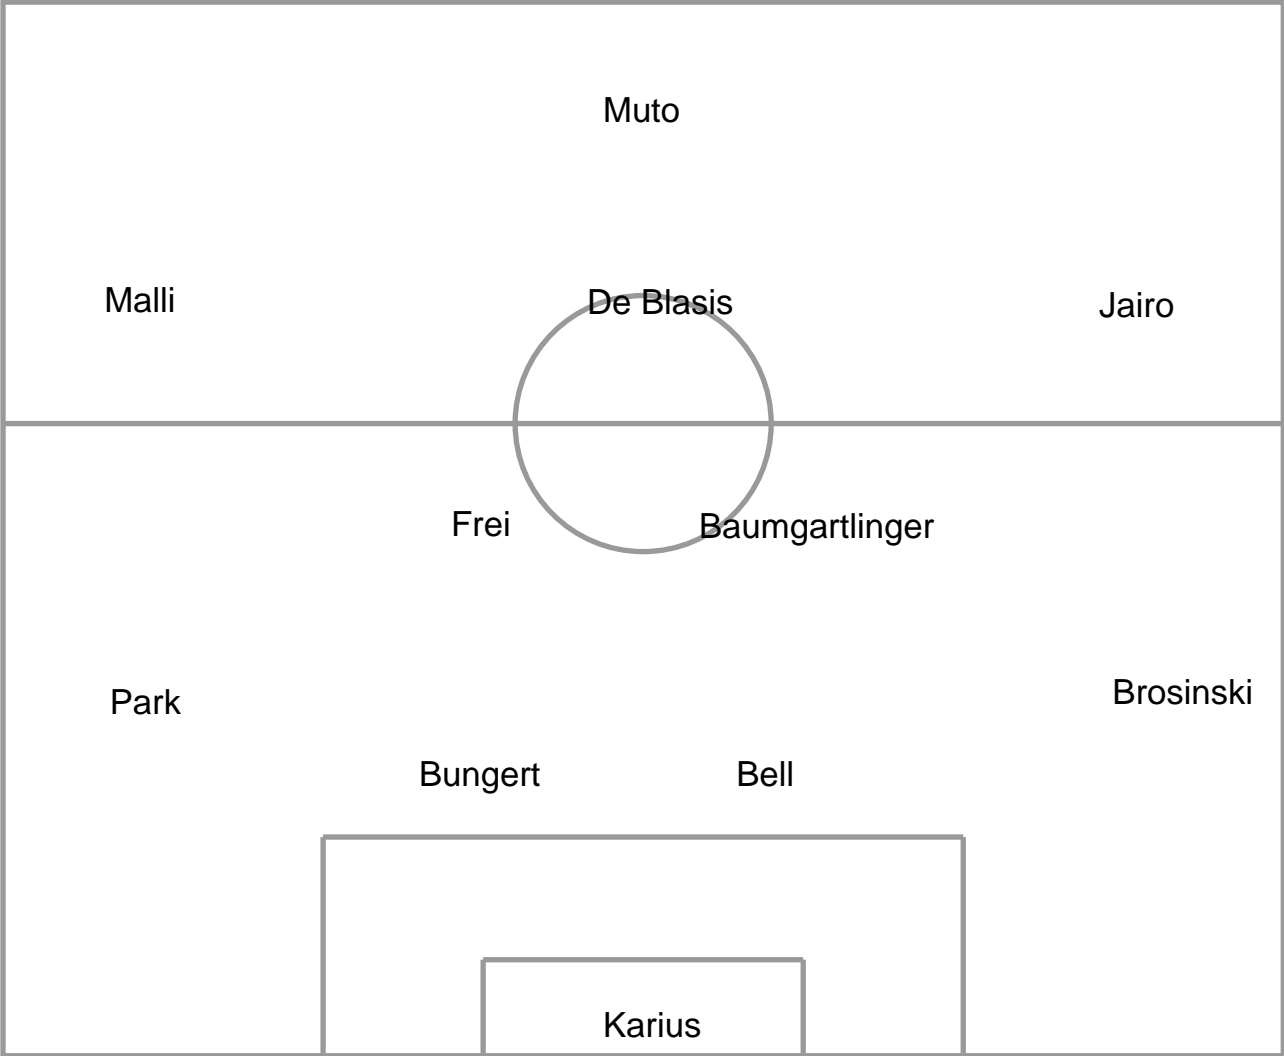 Muto
Malli
De Blasis
Jairo
Frei
Baumgartlinger
Park
Brosinski
Bungert
Bell
Karius